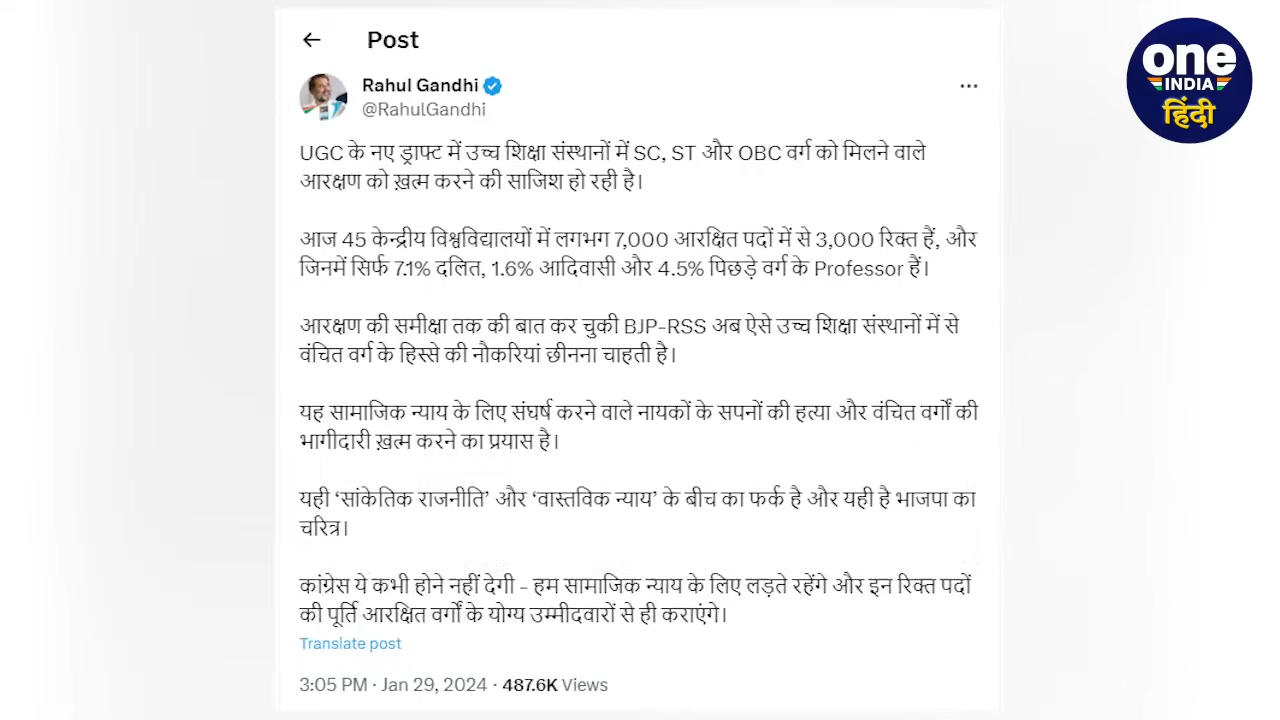 ← Post
one
INDIA
हिंदी
Rahul Gandhi
@RahulGandhi
UGC के नए ड्राफ्ट में उच्च शिक्षा संस्थानों में SC, ST और OBC वर्ग को मिलने वाले
आरक्षण को ख़त्म करने की साजिश हो रही है।
आज 45 केन्द्रीय विश्वविद्यालयों में लगभग 7,000 आरक्षित पदों में से 3,000 रिक्त हैं, और
जिनमें सिर्फ 7.1% दलित, 1.6% आदिवासी और 4.5% पिछड़े वर्ग के Professor हैं।
आरक्षण की समीक्षा तक की बात कर चुकी BJP-RSS अब ऐसे उच्च शिक्षा संस्थानों में से
वंचित वर्ग के हिस्से की नौकरियां छीनना चाहती है।
यह सामाजिक न्याय के लिए संघर्ष करने वाले नायकों के सपनों की हत्या और वंचित वर्गों की
भागीदारी ख़त्म करने का प्रयास है।
यही ‘सांकेतिक राजनीति’ और ‘वास्तविक न्याय’ के बीच का फर्क है और यही है भाजपा का
चरित्र।
कांग्रेस ये कभी होने नहीं देगी - हम सामाजिक न्याय के लिए लड़ते रहेंगे और इन रिक्त पदों
की पूर्ति आरक्षित वर्गों के योग्य उम्मीदवारों से ही कराएंगे।
Translate post
3:05 PM · Jan 29, 2024 · 487.6K Views